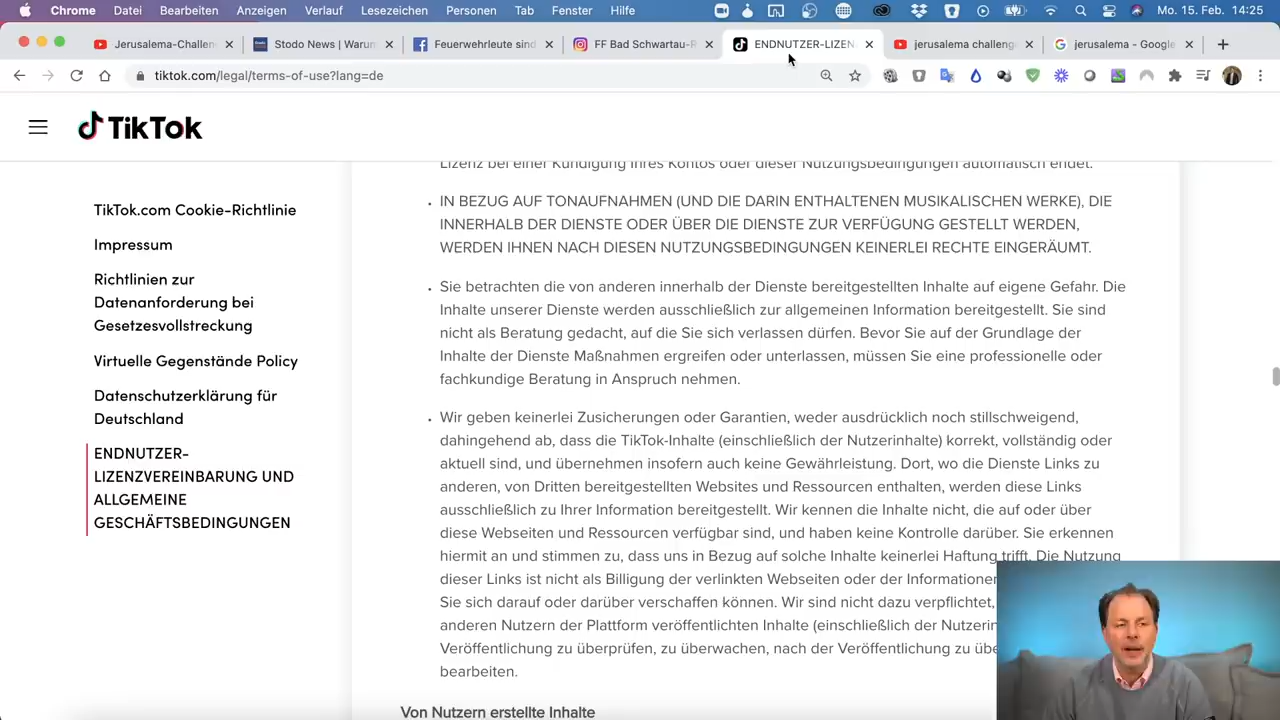 Chrome Datei Bearbeiten Anzeigen Verlauf Lesezeichen Personen Tab Fenster Hilfe Mo. 15. Feb. 14:25
Jerusalema-Challen Stodo News | Warum Feuerwehrleute sind FF Bad Schwartau-R ENDNUTZER-LIZEN jerusalema challeng jerusalema - Google
tiktok.com/legal/terms-of-use?lang=de
TikTok
TikTok.com Cookie-Richtlinie
Impressum
Richtlinien zur
Datenanforderung bei
Gesetzesvollstreckung
Virtuelle Gegenstände Policy
Datenschutzerklärung für
Deutschland
ENDNUTZER-
LIZENZVEREINBARUNG UND
ALLGEMEINE
GESCHÄFTSBEDINGUNGEN
Lizenz bei einer Kündigung Ihres Kontos oder dieser Nutzungsbedingungen automatisch endet.
• IN BEZUG AUF TONAUFNAHMEN (UND DIE DARIN ENTHALTENEN MUSIKALISCHEN WERKE), DIE
INNERHALB DER DIENSTE ODER ÜBER DIE DIENSTE ZUR VERFÜGUNG GESTELLT WERDEN,
WERDEN IHNEN NACH DIESEN NUTZUNGSBEDINGUNGEN KEINERLEI RECHTE EINGERÄUMT.
• Sie betrachten die von anderen innerhalb der Dienste bereitgestellten Inhalte auf eigene Gefahr. Die
Inhalte unserer Dienste werden ausschließlich zur allgemeinen Information bereitgestellt. Sie sind
nicht als Beratung gedacht, auf die Sie sich verlassen dürfen. Bevor Sie auf der Grundlage der
Inhalte der Dienste Maßnahmen ergreifen oder unterlassen, müssen Sie eine professionelle oder
fachkundige Beratung in Anspruch nehmen.
• Wir geben keinerlei Zusicherungen oder Garantien, weder ausdrücklich noch stillschweigend,
dahingehend ab, dass die TikTok-Inhalte (einschließlich der Nutzerinhalte) korrekt, vollständig oder
aktuell sind, und übernehmen insofern auch keine Gewährleistung. Dort, wo die Dienste Links zu
anderen, von Dritten bereitgestellten Websites und Ressourcen enthalten, werden diese Links
ausschließlich zu Ihrer Information bereitgestellt. Wir kennen die Inhalte nicht, die auf oder über
diese Webseiten und Ressourcen verfügbar sind, und haben keine Kontrolle darüber. Sie erkennen
hiermit an und stimmen zu, dass uns in Bezug auf solche Inhalte keinerlei Haftung trifft. Die Nutzung
dieser Links ist nicht als Billigung der verlinkten Webseiten oder der Informationen
Sie sich darauf oder darüber verschaffen können. Wir sind nicht dazu verpflichtet,
anderen Nutzern der Plattform veröffentlichten Inhalte (einschließlich der Nutzerin
Veröffentlichung zu überprüfen, zu überwachen, nach der Veröffentlichung zu übe
bearbeiten.
Von Nutzern erstellte Inhalte